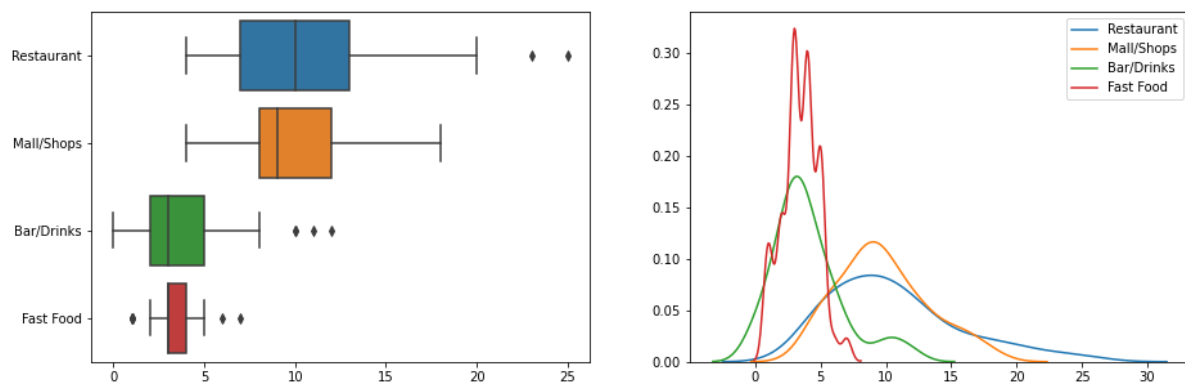 Restaurant
Mall/Shops
Bar/Drinks
Fast Food
0 5 10 15 20 25
0.30
0.25
0.20
0.15
0.10
0.05
0.00
0 5 10 15 20 25 30
Restaurant
Mall/Shops
Bar/Drinks
Fast Food